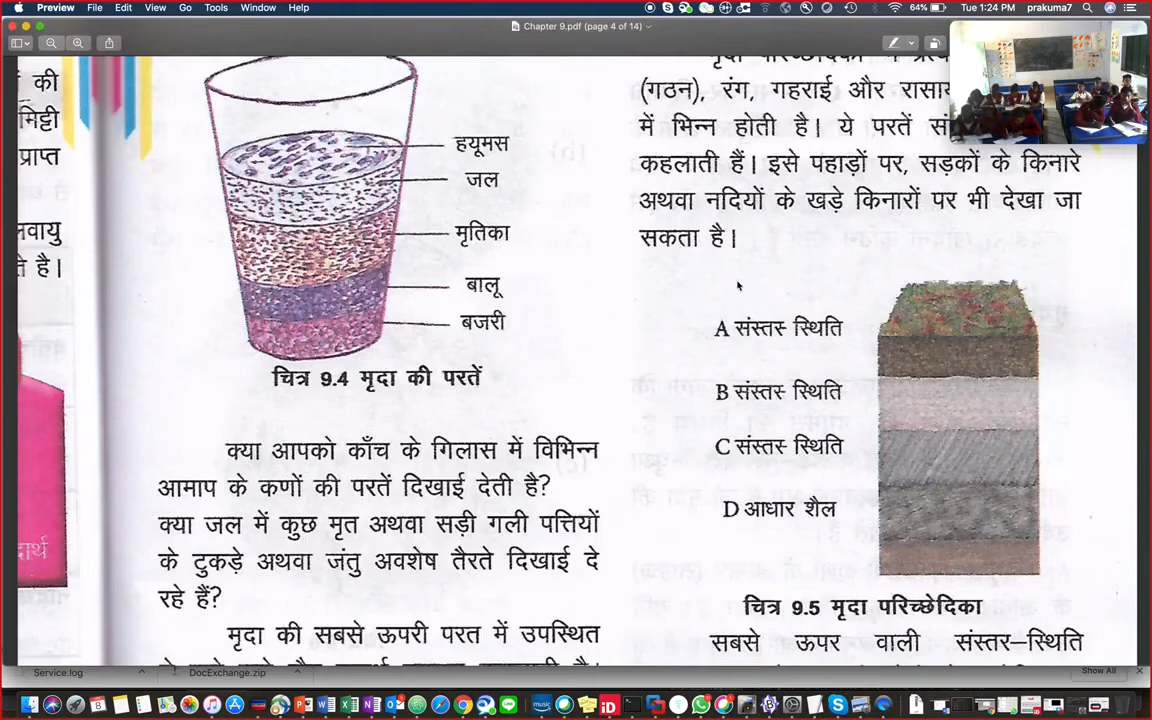 Preview File Edit View Go Tools Window Help
64% Tue 1:24 PM prakuma7
Chapter 9.pdf (page 4 of 14)
की
मिट्टी
प्राप्त
है।
हयूमस
जल
मृतिका
बालू
बजरी
चित्र 9.4 मृदा की परतें
क्या आपको काँच के गिलास में विभिन्न
आमाप के कणों की परतें दिखाई देती है?
क्या जल में कुछ मृत अथवा सड़ी गली पत्तियों
के टुकड़े अथवा जंतु अवशेष तैरते दिखाई दे
रहे हैं?
मृदा की सबसे ऊपरी परत में उपस्थित
(गठन), रंग, गहराई और
में भिन्न होती है। ये परतें
कहलाती हैं। इसे पहाड़ों पर, सड़कों के किनारे
अथवा नदियों के खड़े किनारों पर भी देखा जा
सकता है।
A संस्तर स्थिति
B संस्तर स्थिति
C संस्तर स्थिति
D आधार शैल
चित्र 9.5 मृदा परिच्छेदिका
सबसे ऊपर वाली संस्तर-स्थिति
Service.log
DocExchange.zip
Show All